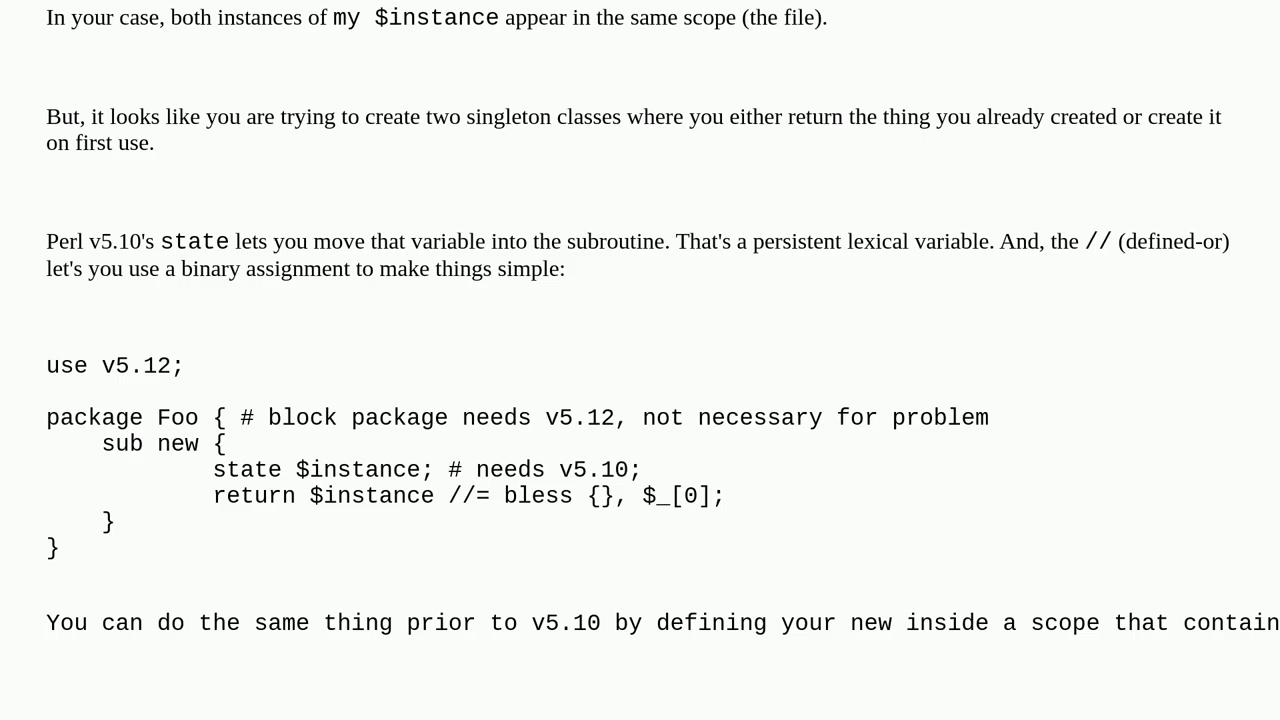 In your case, both instances of my $instance appear in the same scope (the file).
But, it looks like you are trying to create two singleton classes where you either return the thing you already created or create it
on first use.
Perl v5.10's state lets you move that variable into the subroutine. That's a persistent lexical variable. And, the // (defined-or)
let's you use a binary assignment to make things simple:
use v5.12;
package Foo { # block package needs v5.12, not necessary for problem
    sub new {
            state $instance; # needs v5.10;
            return $instance //= bless {}, $_[0];
    }
}
You can do the same thing prior to v5.10 by defining your new inside a scope that contain